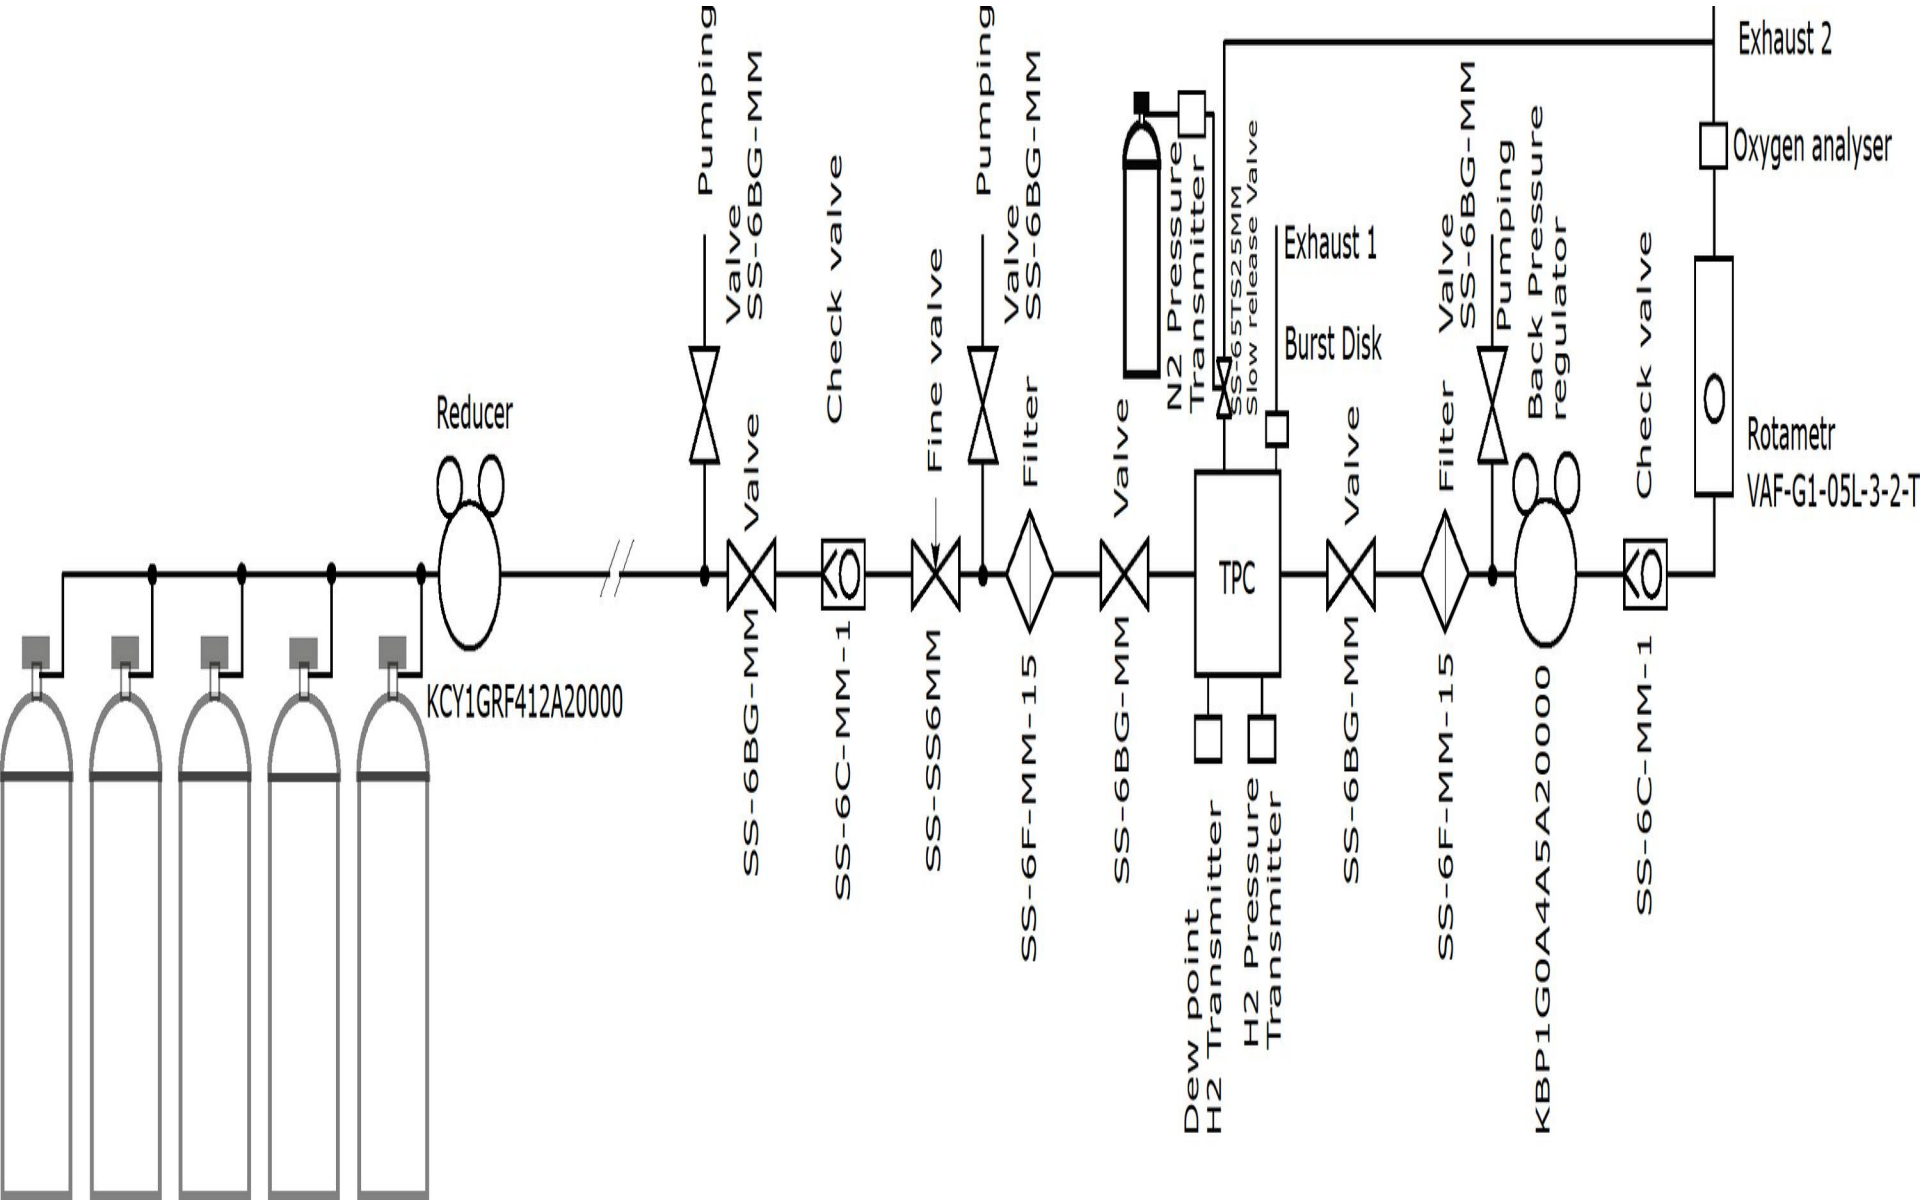 Reducer
KCY1GRF412A20000
Pumping
Valve
SS-6BG-MM
Valve
SS-6BG-MM
Check valve
SS-6C-MM-1
Fine valve
SS-SS6MM
Pumping
Valve
SS-6BG-MM
Filter
SS-6F-MM-15
Valve
SS-6BG-MM
N2 Pressure
Transmitter
SS-65TS25MM
Slow release Valve
Exhaust 1
Burst Disk
TPC
Dew point
H2 Transmitter
H2 Pressure
Transmitter
Valve
SS-6BG-MM
Filter
SS-6F-MM-15
Valve
SS-6BG-MM
Pumping
Back Pressure
regulator
KBP1G0A4A5A20000
Check valve
SS-6C-MM-1
Exhaust 2
Oxygen analyser
Rotametr
VAF-G1-05L-3-2-T